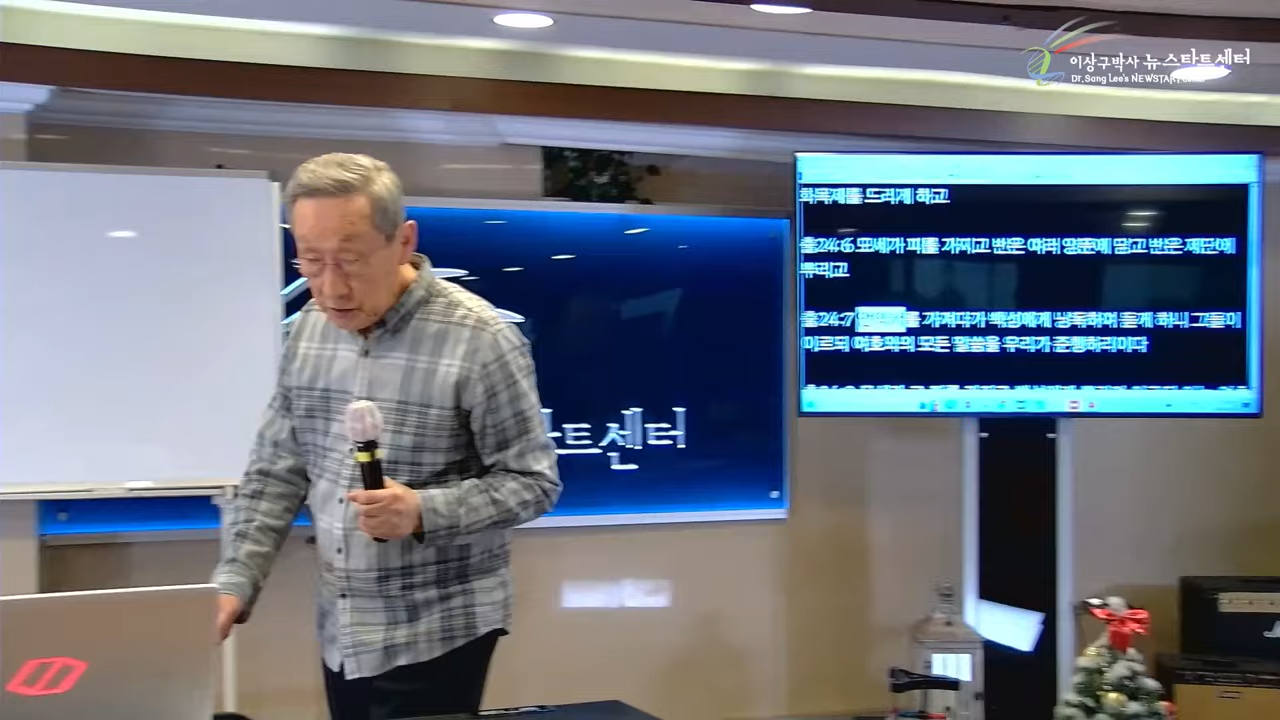 이상구박사 뉴스타트센터
Dr. Sang Lee's NEWSTART Center
화목제를 드리게 하고
출24:6 모세가 피를 가지고 반은 여러 양푼에 담고 반은 제단에
뿌리고
출24:7 언약서를 가져다가 백성에게 낭독하여 듣게 하니 그들이
이르되 여호와의 모든 말씀을 우리가 준행하리이다
타트센터